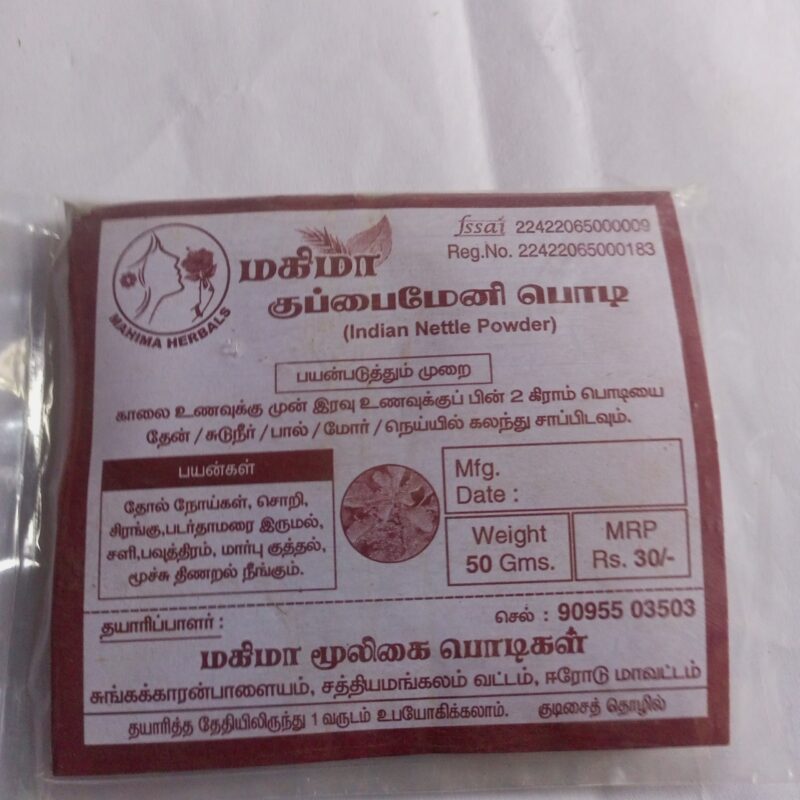 fssai 22422065000009
Reg.No. 22422065000183
MAHIMA HERBALS
மகிமா
குப்பைமேனி பொடி
(Indian Nettle Powder)
பயன்படுத்தும் முறை
காலை உணவுக்கு முன் இரவு உணவுக்குப் பின் 2 கிராம் பொடியை
தேன் / சுடுநீர் / பால் / மோர் / நெய்யில் கலந்து சாப்பிடவும்.
பயன்கள்
தோல் நோய்கள், சொறி,
சிரங்கு,படர்தாமரை இருமல்,
சளி,பவுத்திரம், மார்பு குத்தல்,
மூச்சு திணறல் நீங்கும்.
Mfg.
Date :
Weight
50 Gms.
MRP
Rs. 30/-
தயாரிப்பாளர் :
செல் : 90955 03503
மகிமா மூலிகை பொடிகள்
சுங்கக்காரன்பாளையம், சத்தியமங்கலம் வட்டம், ஈரோடு மாவட்டம்
தயாரித்த தேதியிலிருந்து 1 வருடம் உபயோகிக்கலாம். குடிசைத் தொழில்